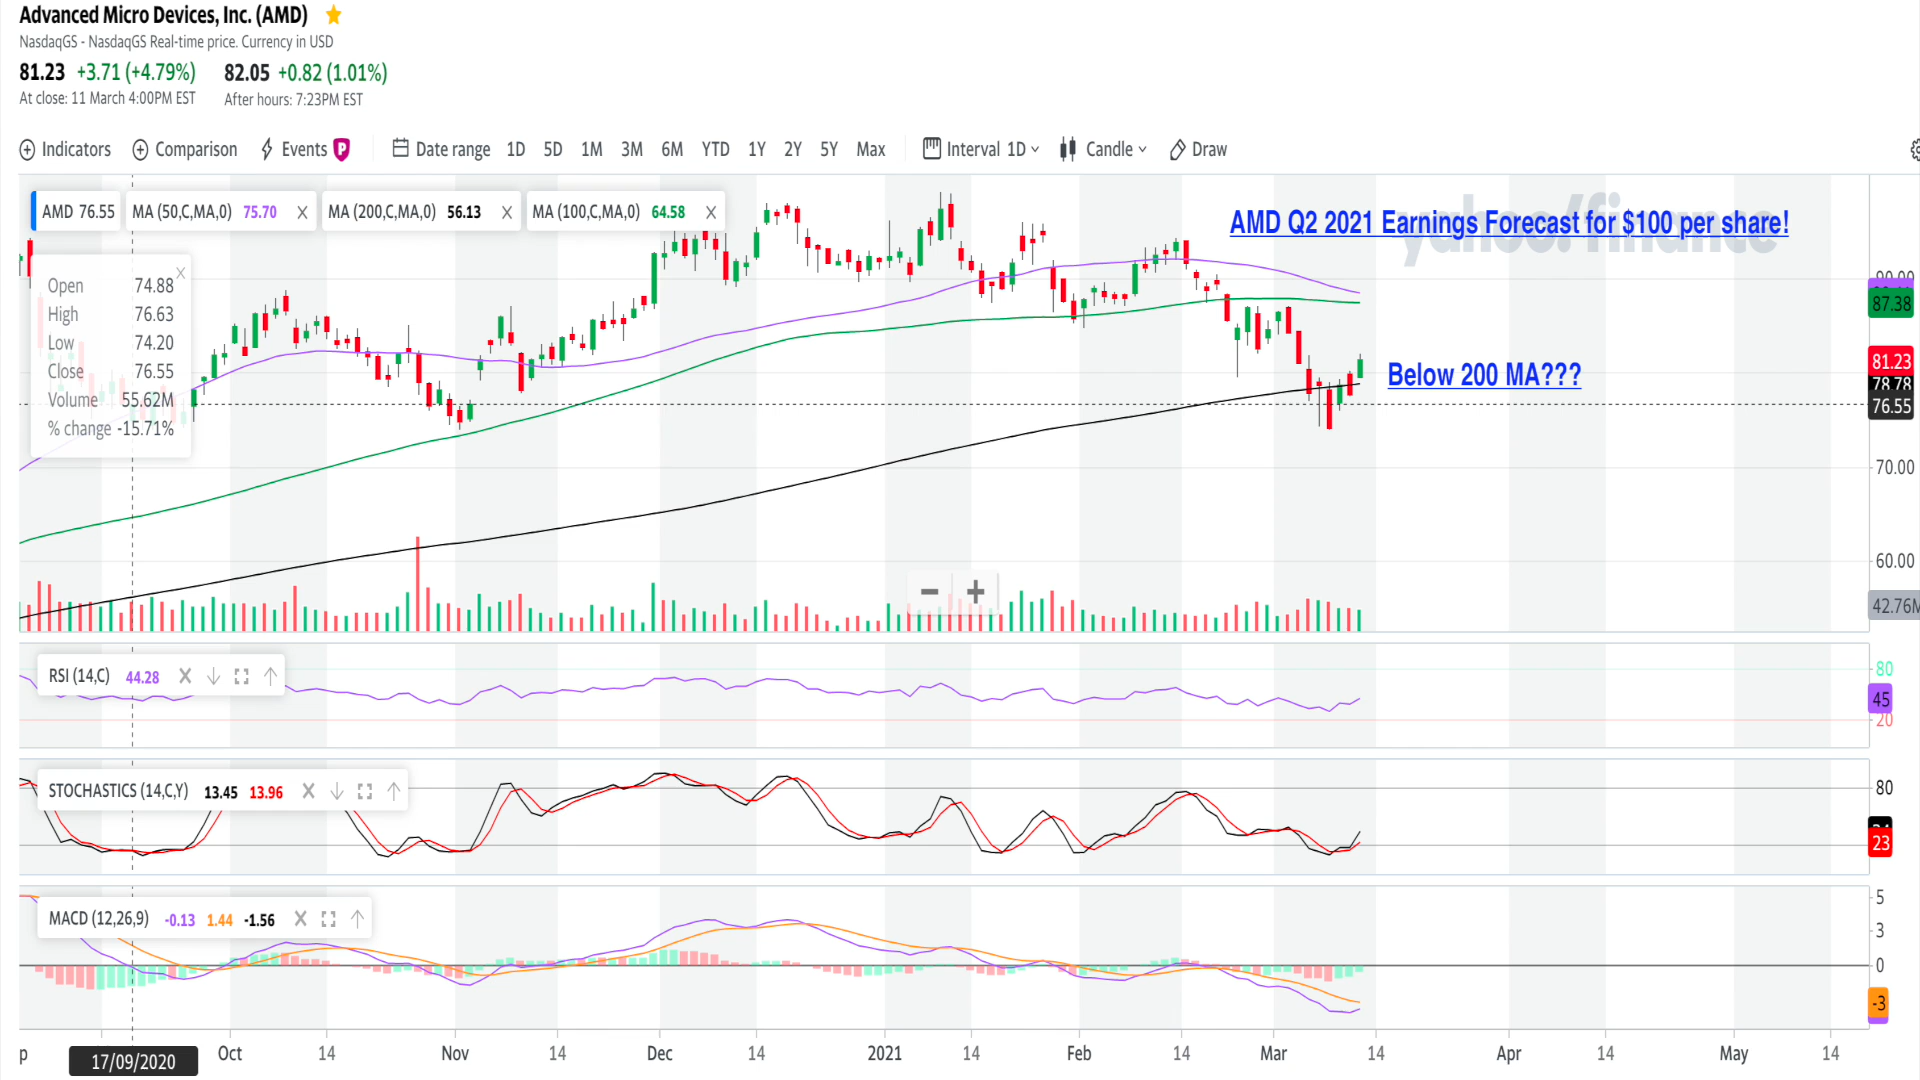 Advanced Micro Devices, Inc. (AMD)
NasdaqGS - NasdaqGS Real-time price. Currency in USD
81.23 +3.71 (+4.79%) 82.05 +0.82 (1.01%)
At close: 11 March 4:00PM EST After hours: 7:23PM EST
Indicators Comparison Events P Date range 1D 5D 1M 3M 6M YTD 1Y 2Y 5Y Max Interval 1D Candle Draw
AMD 76.55 MA (50,C,MA,0) 75.70 X MA (200,C,MA,0) 56.13 X MA (100,C,MA,0) 64.58 X
yahoo/finance
AMD Q2 2021 Earnings Forecast for $100 per share!
Open 74.88
High 76.63
Low 74.20
Close 76.55
Volume 55.62M
% change -15.71%
90.00
87.38
81.23
Below 200 MA???
78.78
76.55
70.00
60.00
42.76M
RSI (14,C) 44.28 X
80
45
20
STOCHASTICS (14,C,Y) 13.45 13.96 X
80
23
MACD (12,26,9) -0.13 1.44 -1.56 X
5
3
0
-3
p 17/09/2020 Oct 14 Nov 14 Dec 14 2021 14 Feb 14 Mar 14 Apr 14 May 14